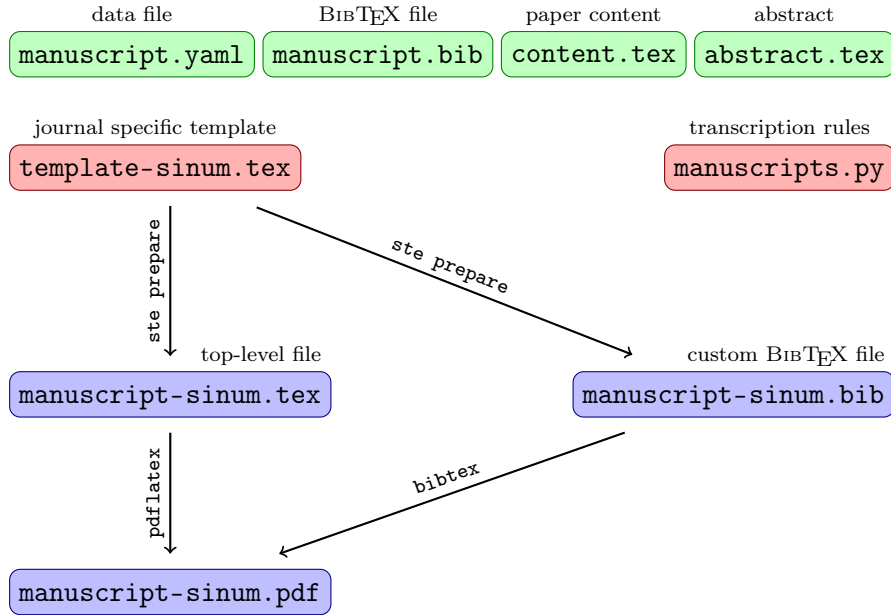 data file
BibTeX file
paper content
abstract
manuscript.yaml
manuscript.bib
content.tex
abstract.tex
journal specific template
transcription rules
template-sinum.tex
manuscripts.py
ste prepare
ste prepare
top-level file
custom BibTeX file
manuscript-sinum.tex
manuscript-sinum.bib
pdflatex
bibtex
manuscript-sinum.pdf